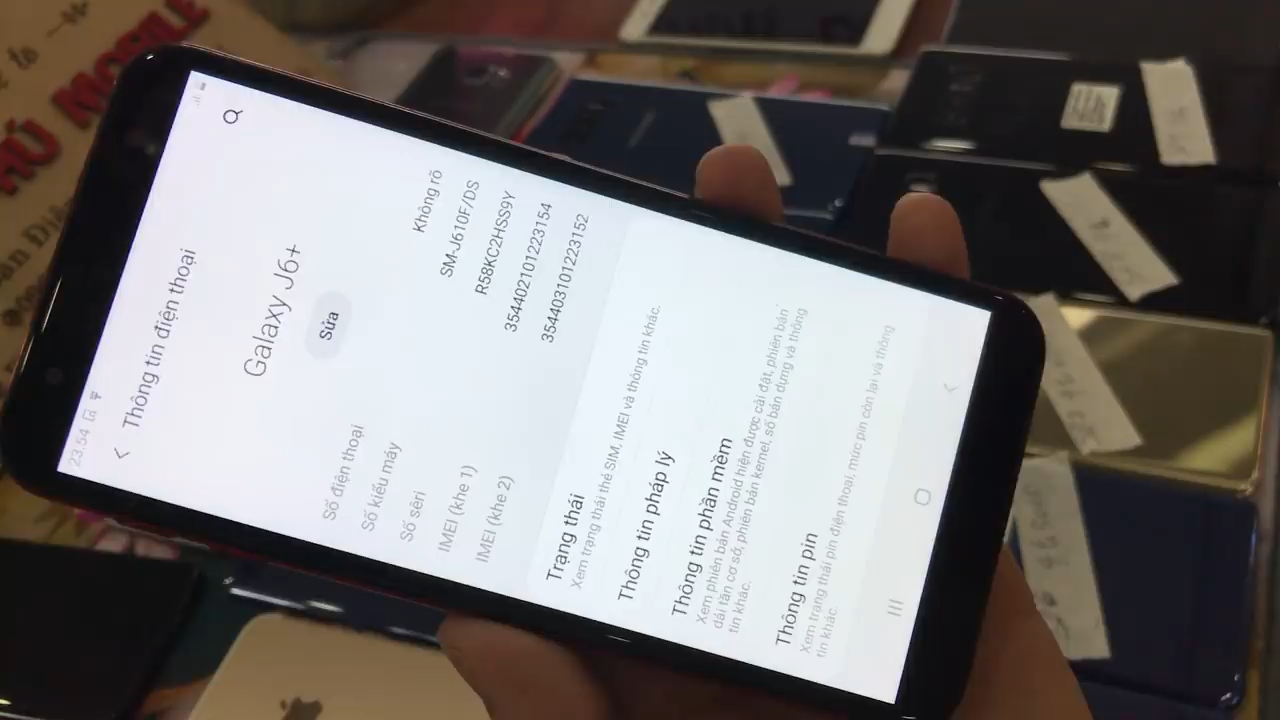 23:54
Thông tin điện thoại
Galaxy J6+
Sửa
Số điện thoại Không rõ
Số kiểu máy SM-J610F/DS
Số sêri R58KC2HSS9Y
IMEI (khe 1) 354402101223154
IMEI (khe 2) 354403101223152
Trạng thái
Xem trạng thái thẻ SIM, IMEI và thông tin khác.
Thông tin pháp lý
Thông tin phần mềm
Xem phiên bản Android hiện được cài đặt, phiên bản
dải tần cơ sở, phiên bản kernel, số bản dựng và thông
tin khác.
Thông tin pin
Xem trạng thái pin điện thoại, mức pin còn lại và thông
tin khác.
MOBILE